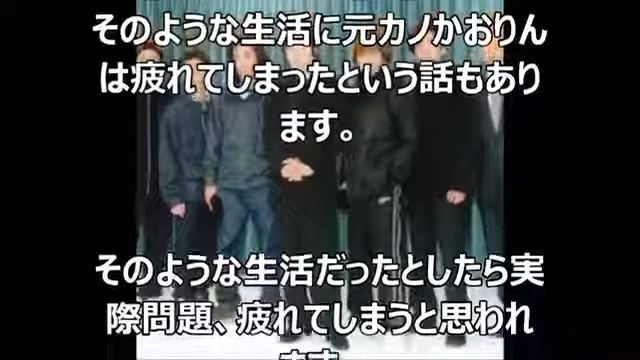 そのような生活に元カノかおりん
は疲れてしまったという話もあり
ます。
そのような生活だったとしたら実
際問題、疲れてしまうと思われ
ます。